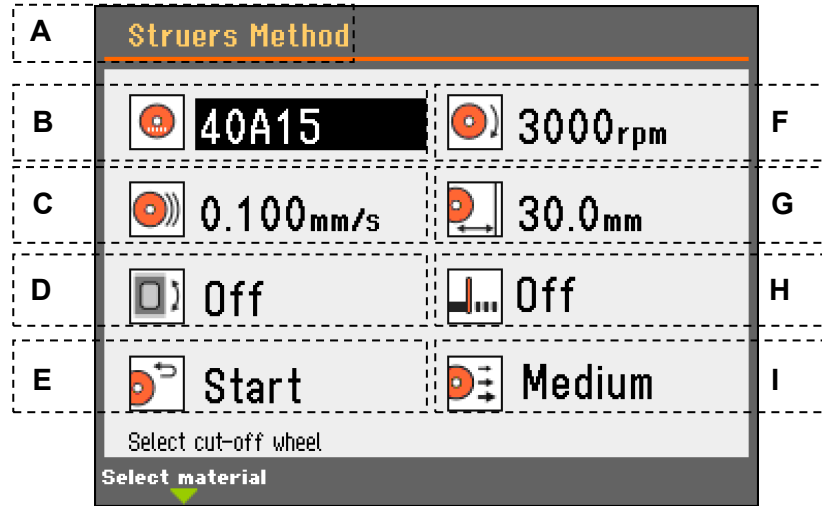 A Struers Method
B 40A15 3000rpm F
C 0.100mm/s 30.0mm G
D Off Off H
E Start Medium I
Select cut-off wheel
Select material